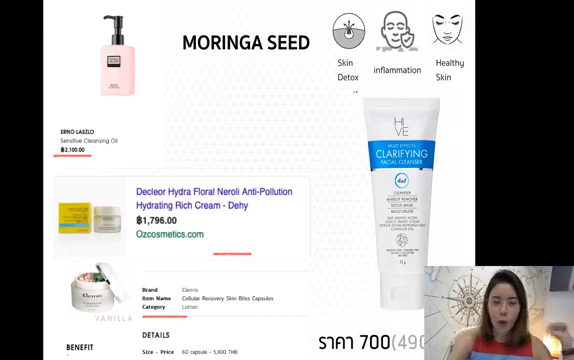 MORINGA SEED
Skin
Detox
inflammation
Healthy
Skin
ERNO LASZLO
Sensitive Cleansing Oil
฿2,100.00
Decleor Hydra Floral Neroli Anti-Pollution
Hydrating Rich Cream - Dehy
฿1,796.00
Ozcosmetics.com
HI
VE
MULTI EFFECTS
CLARIFYING
FACIAL CLEANSER
4in1
CLEANSER
MAKEUP REMOVER
DETOX MASK
MOISTURIZER
Elemis
VANILLA
Brand Elemis
Item Name Cellular Recovery Skin Bliss Capsules
Category Lotion
DETAILS
BENEFIT
Size - Price 60 capsule - 5,300 THB
ราคา 700(490